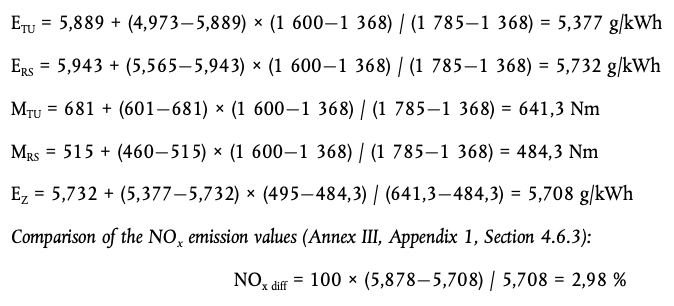 E_TU = 5,889 + (4,973–5,889) × (1 600–1 368) / (1 785–1 368) = 5,377 g/kWh
E_RS = 5,943 + (5,565–5,943) × (1 600–1 368) / (1 785–1 368) = 5,732 g/kWh
M_TU = 681 + (601–681) × (1 600–1 368) / (1 785–1 368) = 641,3 Nm
M_RS = 515 + (460–515) × (1 600–1 368) / (1 785–1 368) = 484,3 Nm
E_Z = 5,732 + (5,377–5,732) × (495–484,3) / (641,3–484,3) = 5,708 g/kWh
Comparison of the NO_x emission values (Annex III, Appendix 1, Section 4.6.3):
NO_x diff = 100 × (5,878–5,708) / 5,708 = 2,98 %